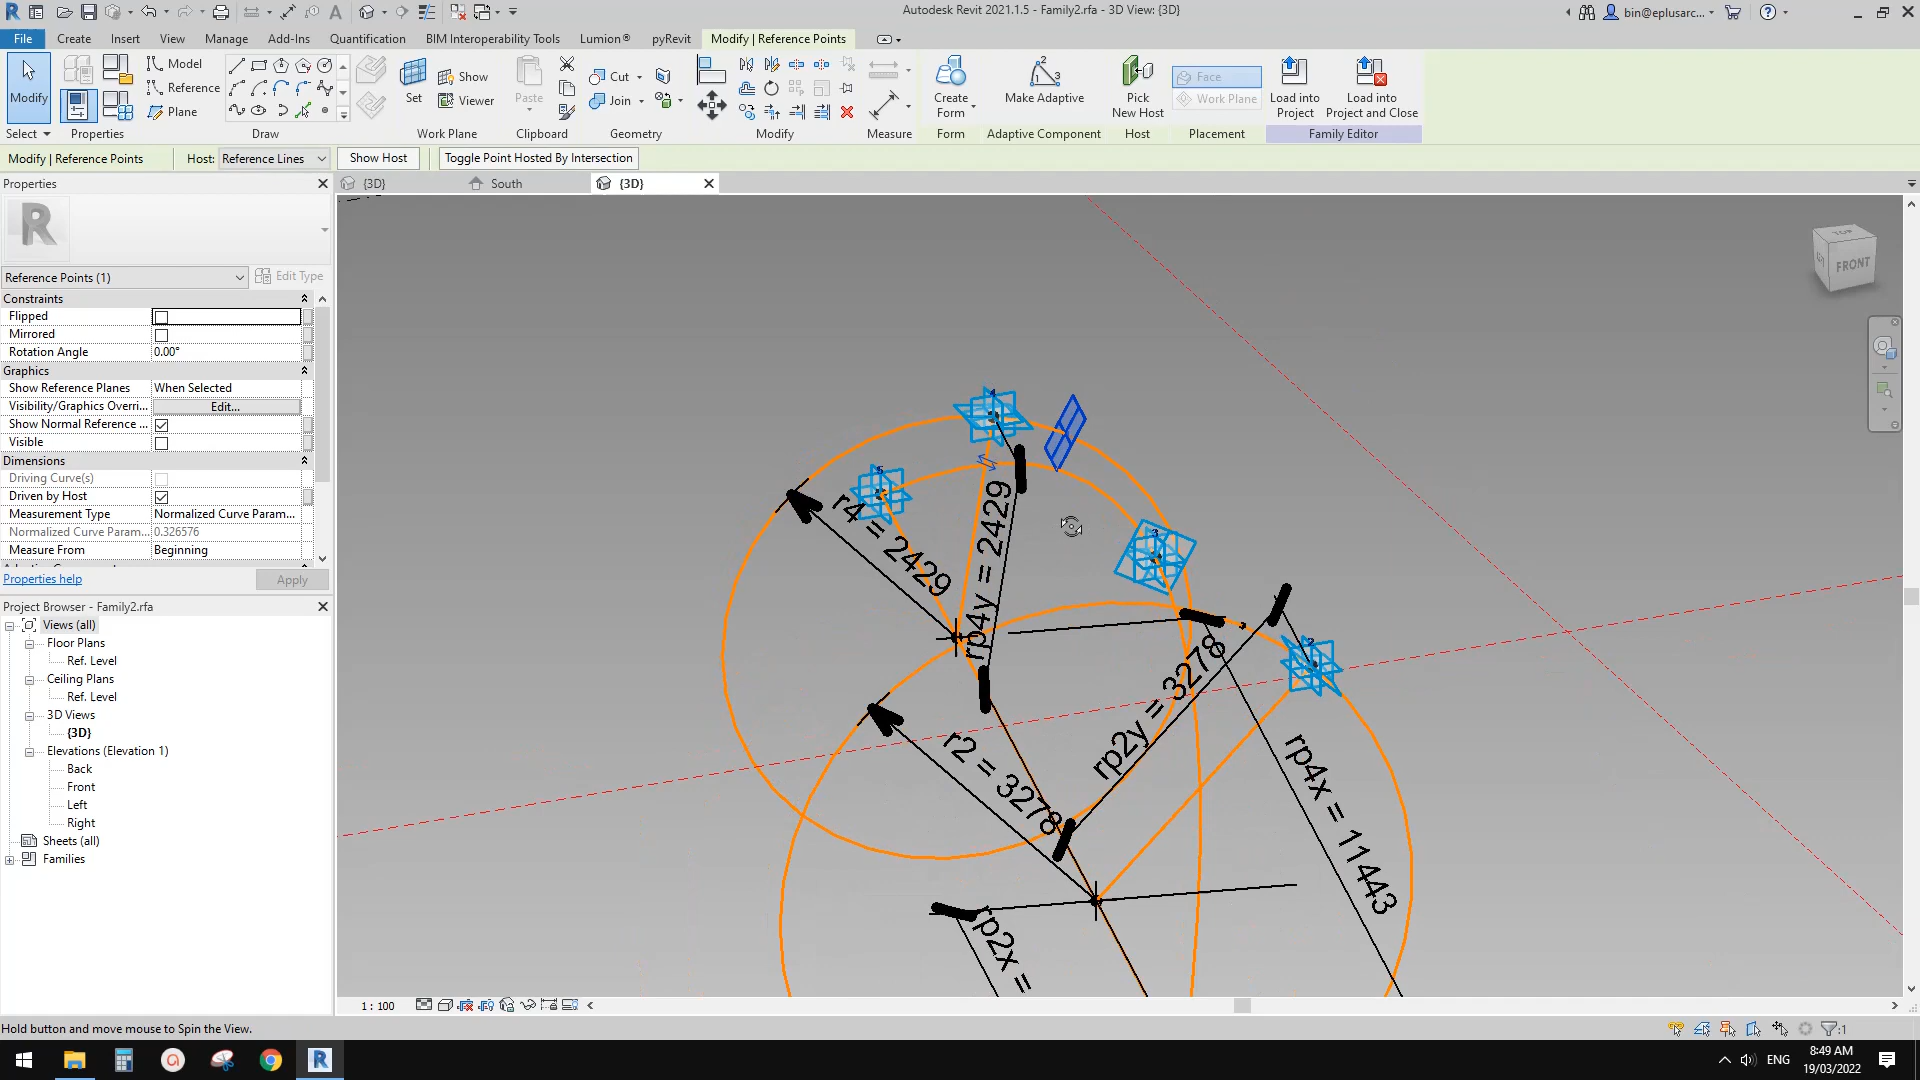 Autodesk Revit 2021.1.5 - Family2.rfa - 3D View: {3D}
bin@eplusarc...
File Create Insert View Manage Add-Ins Quantification BIM Interoperability Tools Lumion® pyRevit Modify | Reference Points
Modify
Model
Reference
Plane
Set
Show
Viewer
Paste
Cut
Join
Create
Form
Make Adaptive
Pick
New Host
Face
Work Plane
Load into
Project
Load into
Project and Close
Select Properties Draw Work Plane Clipboard Geometry Modify Measure Form Adaptive Component Host Placement Family Editor
Modify | Reference Points Host: Reference Lines Show Host Toggle Point Hosted By Intersection
Properties
{3D} South {3D}
R
Reference Points (1) Edit Type
Constraints
Flipped
Mirrored
Rotation Angle 0.00°
Graphics
Show Reference Planes When Selected
Visibility/Graphics Overri... Edit...
Show Normal Reference ...
Visible
Dimensions
Driving Curve(s)
Driven by Host
Measurement Type Normalized Curve Param...
Normalized Curve Param... 0.326576
Measure From Beginning
Properties help Apply
Project Browser - Family2.rfa
Views (all)
Floor Plans
Ref. Level
Ceiling Plans
Ref. Level
3D Views
{3D}
Elevations (Elevation 1)
Back
Front
Left
Right
Sheets (all)
Families
TOP
FRONT
4
5
3
2
r4 = 2429
rp4y = 2429
r2 = 3278
rp2y = 3278
rp4x = 11443
rp2x =
1 : 100
Hold button and move mouse to Spin the View.
:1
ENG
8:49 AM
19/03/2022